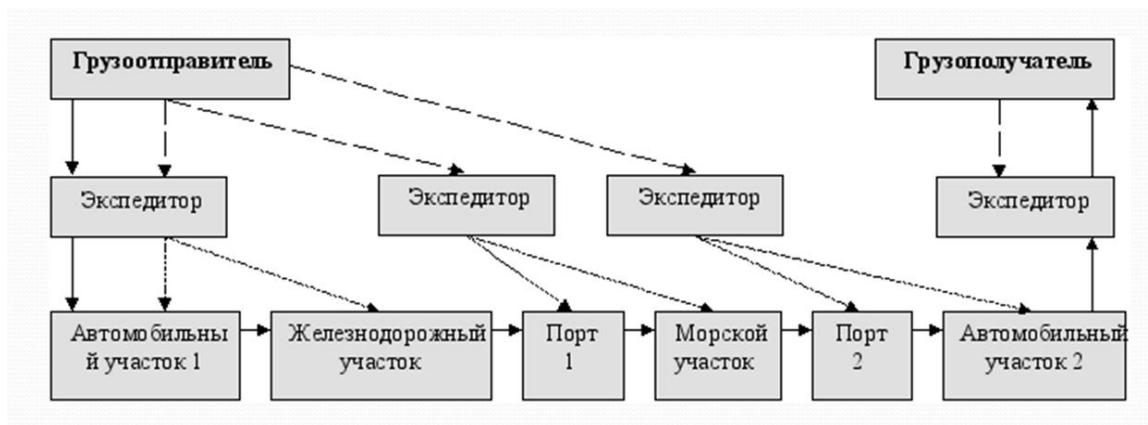 Грузоотправитель
Грузополучатель
Экспедитор
Экспедитор
Экспедитор
Экспедитор
Автомобильны
й участок 1
Железнодорожный
участок
Порт
1
Морской
участок
Порт
2
Автомобильный
участок 2